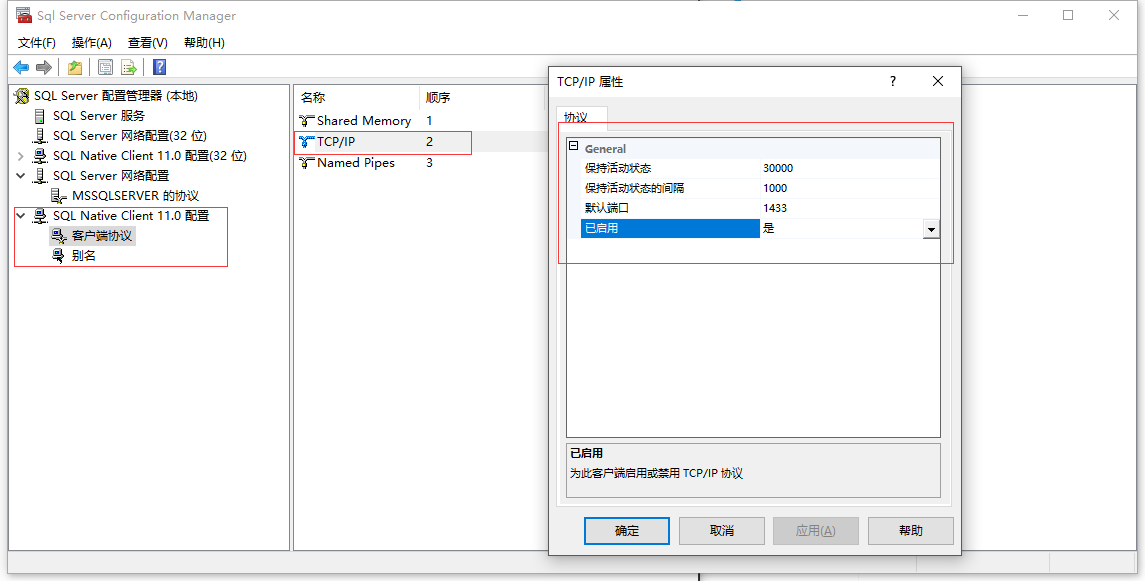 Sql Server Configuration Manager
文件(F) 操作(A) 查看(V) 帮助(H)
SQL Server 配置管理器 (本地)
SQL Server 服务
SQL Server 网络配置(32 位)
SQL Native Client 11.0 配置(32 位)
SQL Server 网络配置
MSSQLSERVER 的协议
SQL Native Client 11.0 配置
客户端协议
别名
名称 顺序
Shared Memory 1
TCP/IP 2
Named Pipes 3
TCP/IP 属性
协议
General
保持活动状态 30000
保持活动状态的间隔 1000
默认端口 1433
已启用 是
已启用
为此客户端启用或禁用 TCP/IP 协议
确定 取消 应用(A) 帮助